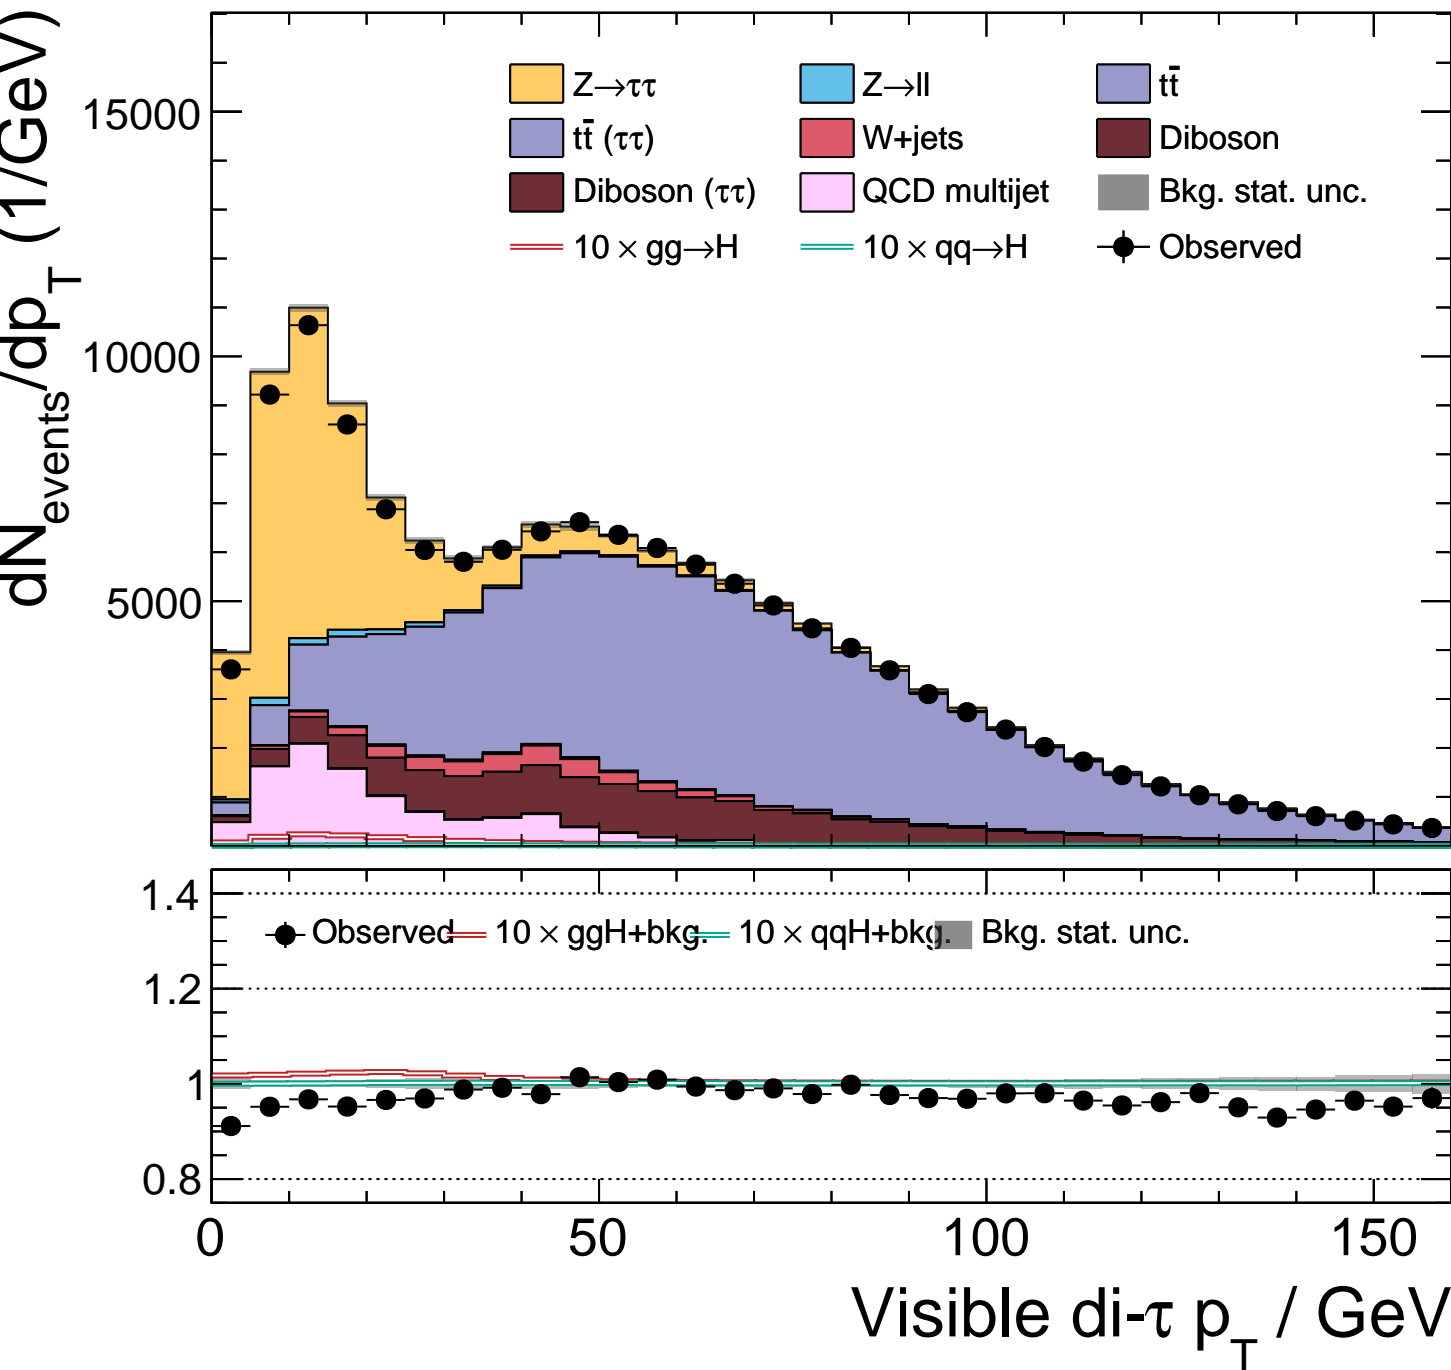 dN_events/dp_T (1/GeV)
15000
10000
5000
Z→ττ Z→ll tt̄
tt̄ (ττ) W+jets Diboson
Diboson (ττ) QCD multijet Bkg. stat. unc.
10 × gg→H 10 × qq→H Observed
1.4
1.2
1
0.8
Observed 10 × ggH+bkg. 10 × qqH+bkg. Bkg. stat. unc.
0 50 100 150
Visible di-τ p_T / GeV